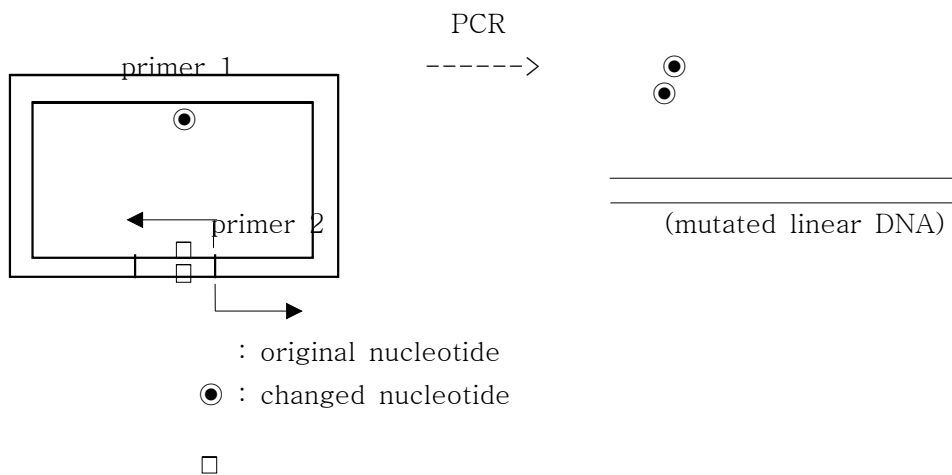 PCR
primer 1
------>
primer 2
(mutated linear DNA)
: original nucleotide
◉ : changed nucleotide
□